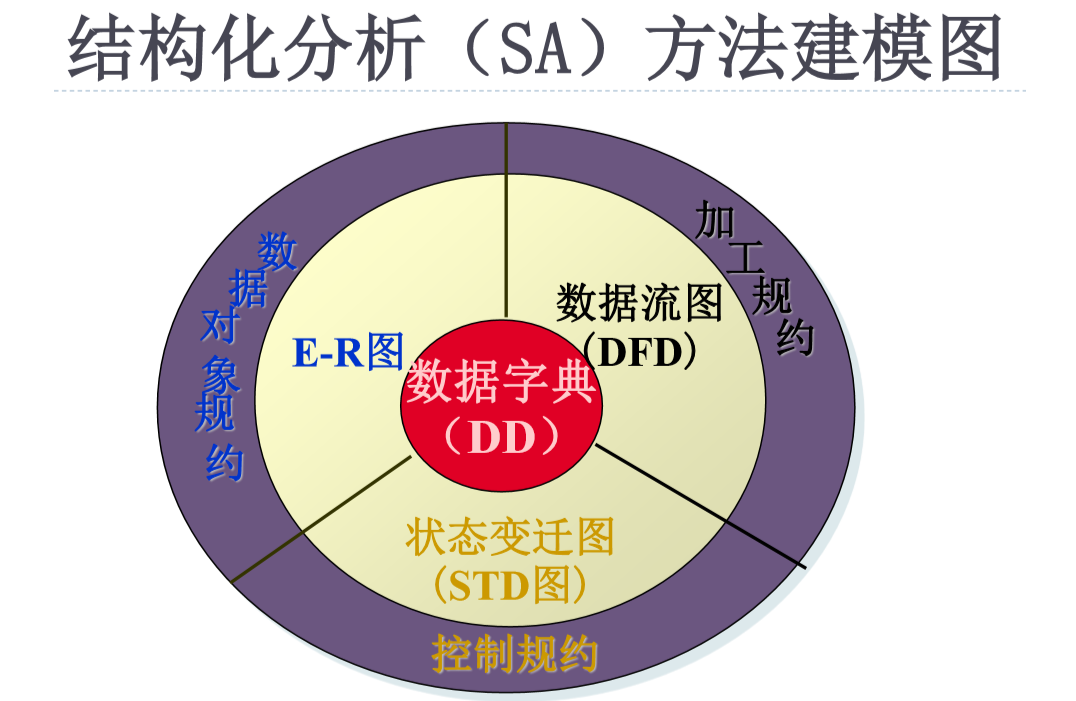 结构化分析（SA）方法建模图
数据对象规约
加工规约
E-R图
数据流图
(DFD)
数据字典
（DD）
状态变迁图
(STD图)
控制规约